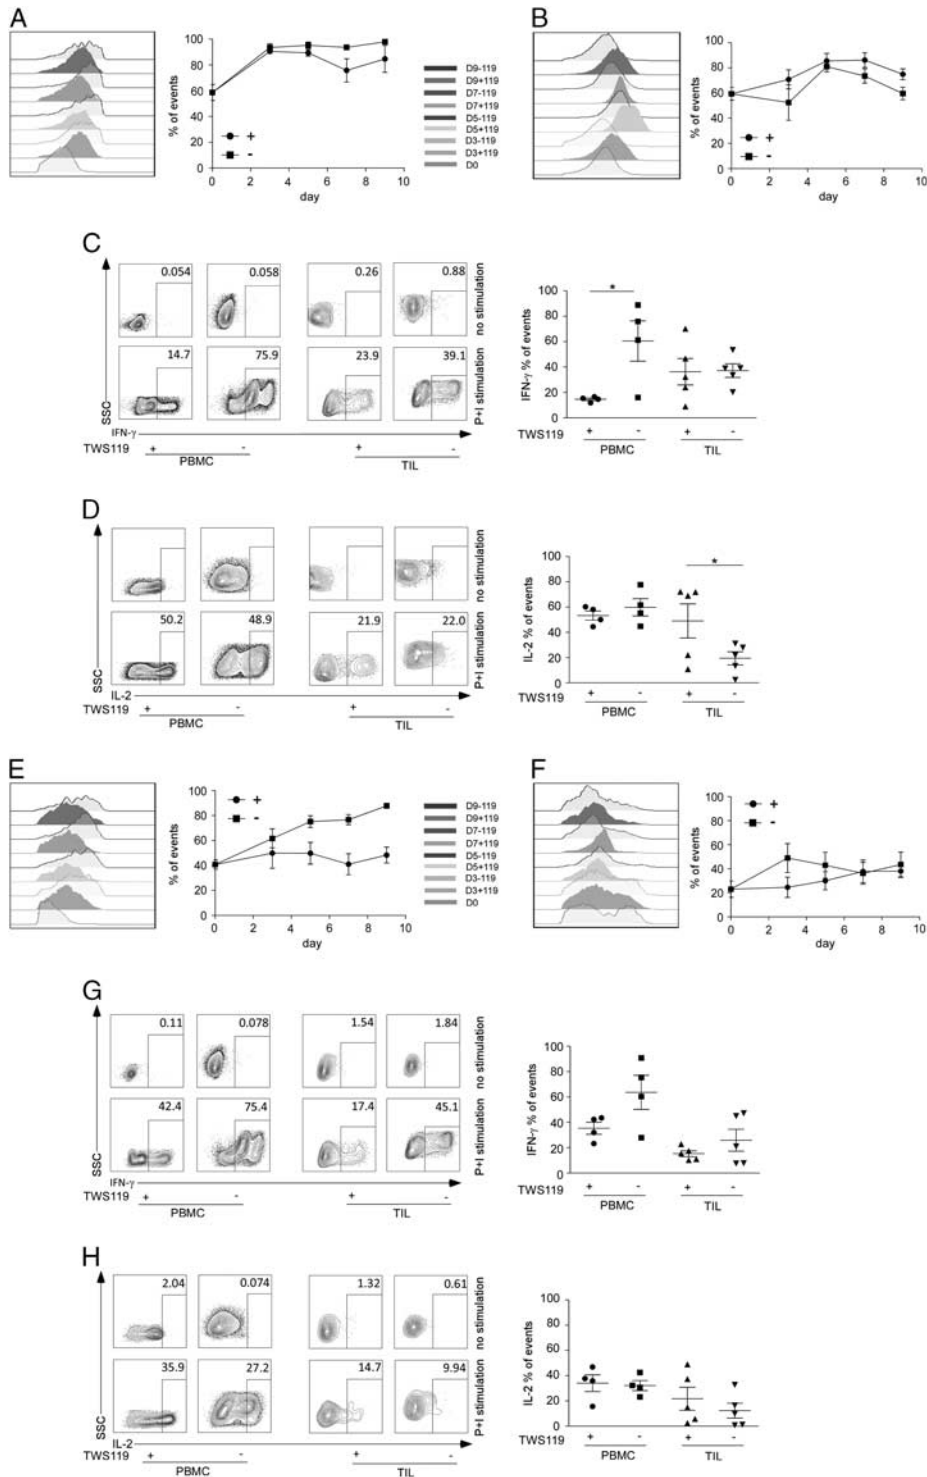 A
B
100
80
60
40
20
0
% of events
+
-
0 2 4 6 8 10
day
D9-119
D9+119
D7-119
D7+119
D5-119
D5+119
D3-119
D3+119
D0
100
80
60
40
20
0
% of events
+
-
0 2 4 6 8 10
day
C
SSC
0.054 0.058 0.26 0.88
no stimulation
14.7 75.9 23.9 39.1
P+I stimulation
IFN-γ
TWS119 + - + -
PBMC TIL
IFN-γ % of events
100
80
60
40
20
0
*
TWS119 + - + -
PBMC TIL
D
SSC
no stimulation
50.2 48.9 21.9 22.0
P+I stimulation
IL-2
TWS119 + - + -
PBMC TIL
IL-2 % of events
100
80
60
40
20
0
*
TWS119 + - + -
PBMC TIL
E
F
100
80
60
40
20
0
% of events
+
-
0 2 4 6 8 10
day
D9-119
D9+119
D7-119
D7+119
D5-119
D5+119
D3-119
D3+119
D0
100
80
60
40
20
0
% of events
+
-
0 2 4 6 8 10
day
G
SSC
0.11 0.078 1.54 1.84
no stimulation
42.4 75.4 17.4 45.1
P+I stimulation
IFN-γ
TWS119 + - + -
PBMC TIL
IFN-γ % of events
100
80
60
40
20
0
TWS119 + - + -
PBMC TIL
H
SSC
2.04 0.074 1.32 0.61
no stimulation
35.9 27.2 14.7 9.94
P+I stimulation
IL-2
TWS119 + - + -
PBMC TIL
IL-2 % of events
100
80
60
40
20
0
TWS119 + - + -
PBMC TIL